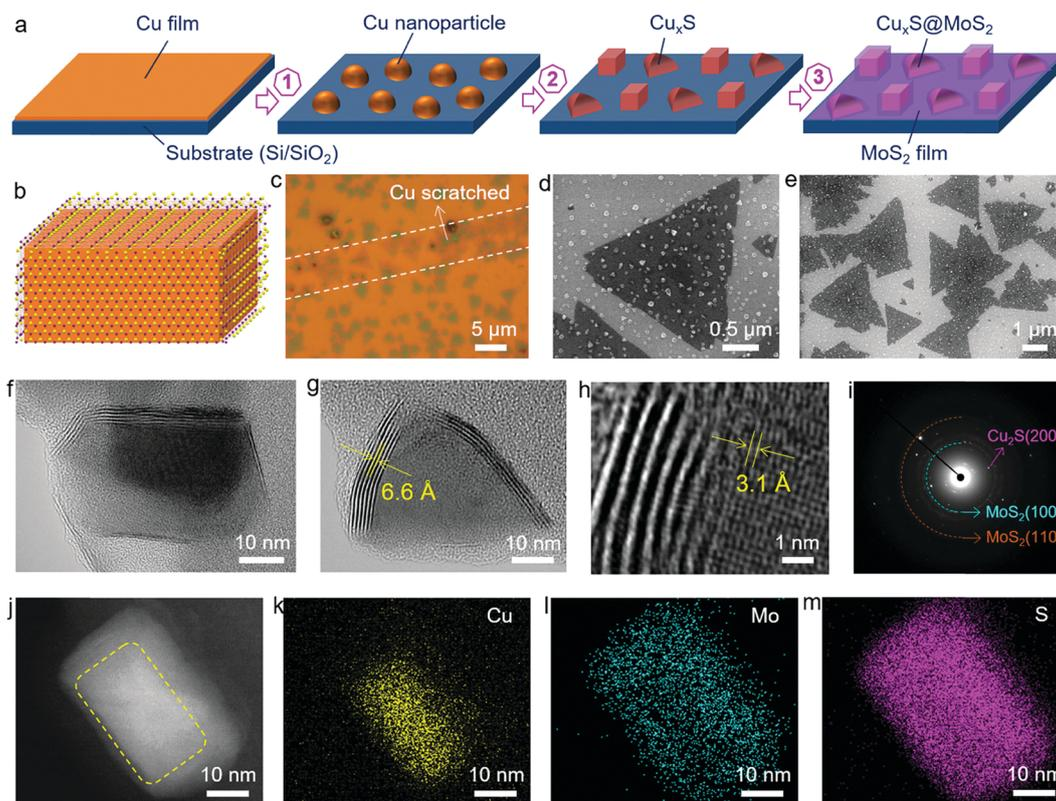 a
Cu film
Cu nanoparticle
CuₓS
CuₓS@MoS₂
1
2
3
Substrate (Si/SiO₂)
MoS₂ film
b
c
Cu scratched
5 μm
d
0.5 μm
e
1 μm
f
10 nm
g
6.6 Å
10 nm
h
3.1 Å
1 nm
i
Cu₂S(200
MoS₂(100
MoS₂(110
j
10 nm
k
Cu
10 nm
l
Mo
10 nm
m
S
10 nm